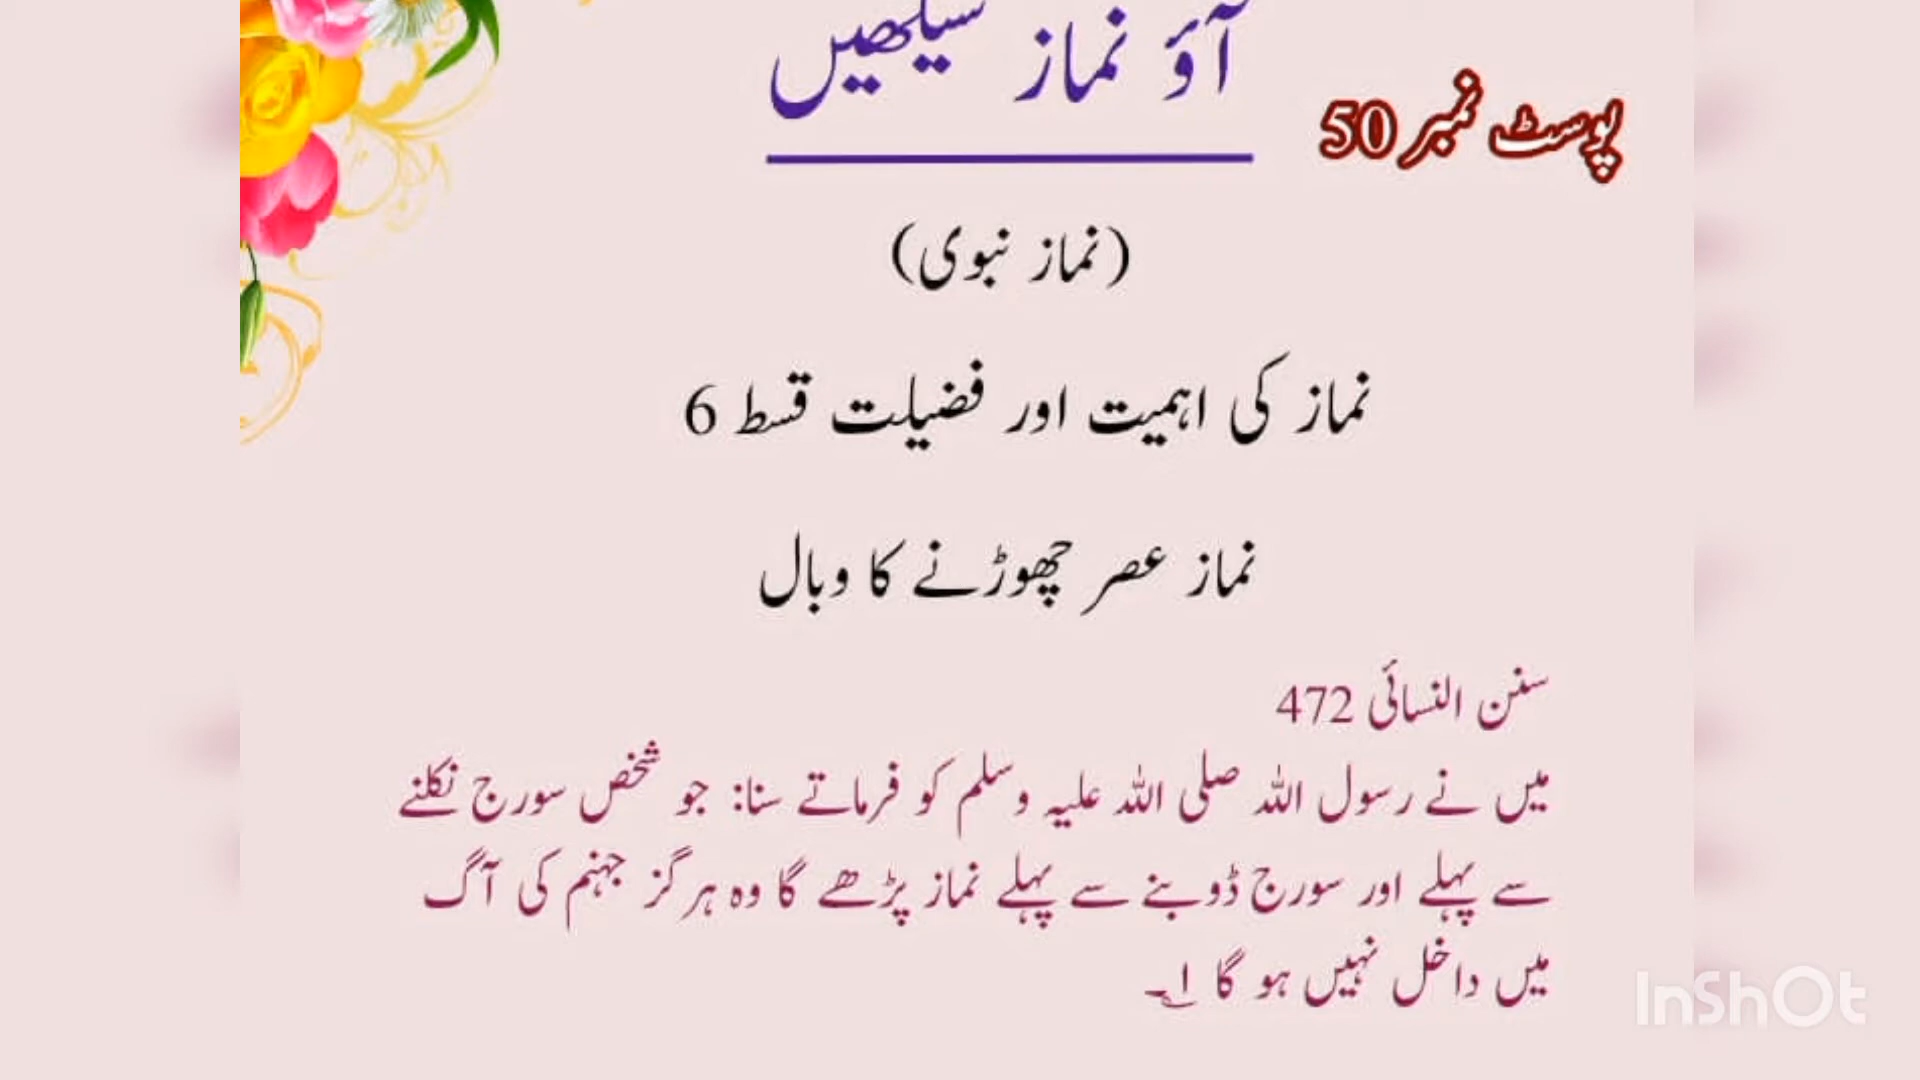 آؤ نماز سیکھیں
پوسٹ نمبر 50
(نماز نبوی)
نماز کی اہمیت اور فضیلت قسط 6
نماز عصر چھوڑنے کا وبال
سنن النسائی 472
میں نے رسول اللہ صلی اللہ علیہ وسلم کو فرماتے سنا: جو شخص سورج نکلنے
سے پہلے اور سورج ڈوبنے سے پہلے نماز پڑھے گا وہ ہرگز جہنم کی آگ
میں داخل نہیں ہو گا ۱؎۔
InShOt